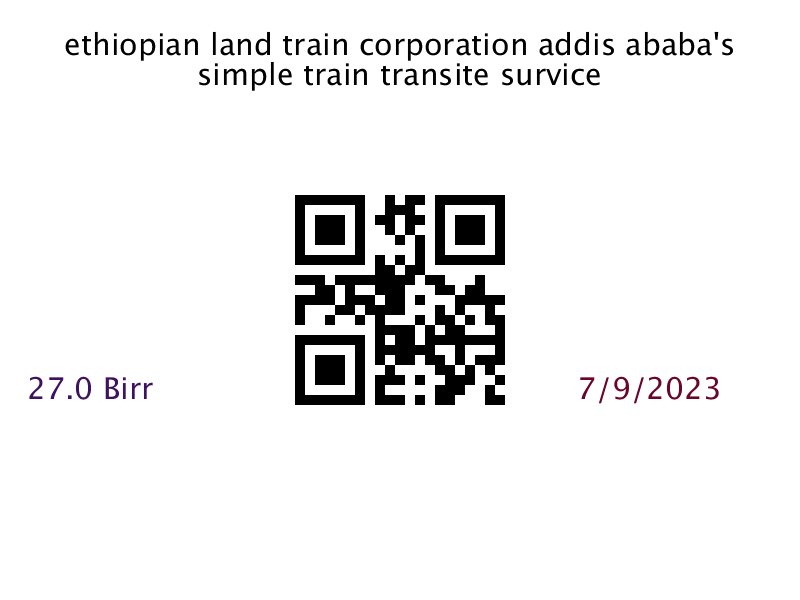 ethiopian land train corporation addis ababa's
simple train transite survice
27.0 Birr
7/9/2023